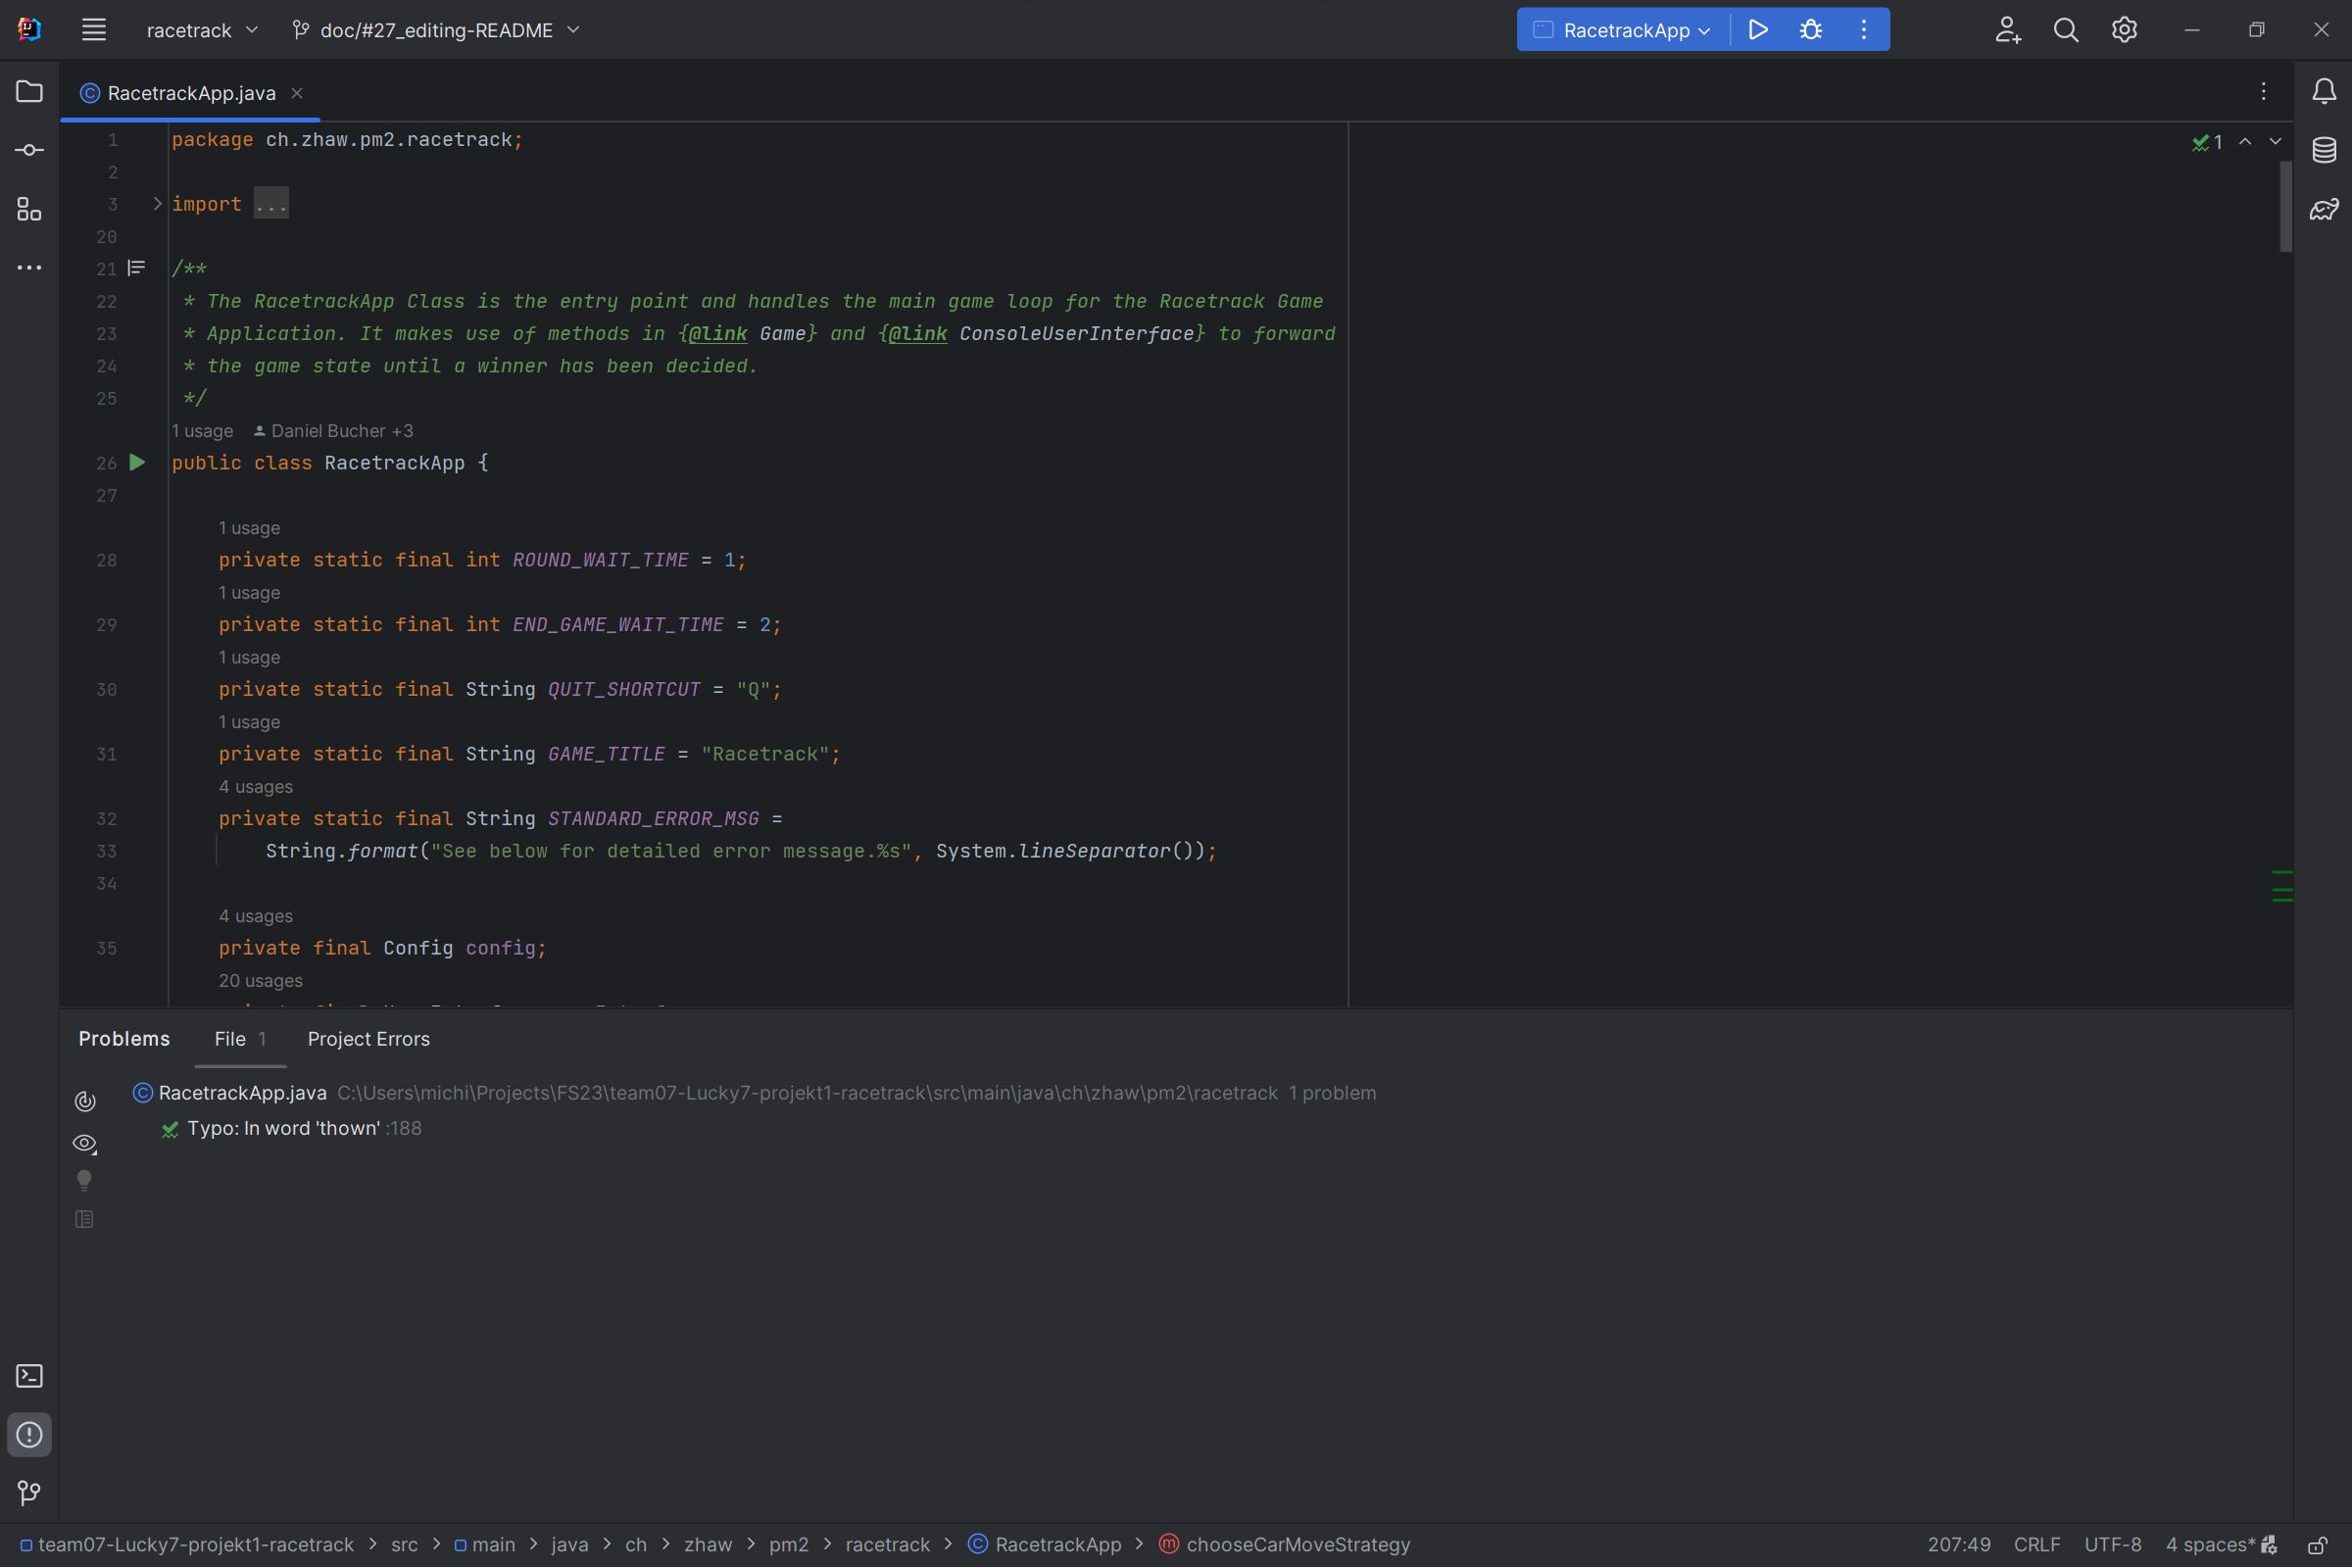 racetrack doc/#27_editing-README RacetrackApp
RacetrackApp.java
1 package ch.zhaw.pm2.racetrack;
1
2
3 import ...
20
21 /**
22 * The RacetrackApp Class is the entry point and handles the main game loop for the Racetrack Game
23 * Application. It makes use of methods in {@link Game} and {@link ConsoleUserInterface} to forward
24 * the game state until a winner has been decided.
25 */
1 usage Daniel Bucher +3
26 public class RacetrackApp {
27
1 usage
28 private static final int ROUND_WAIT_TIME = 1;
1 usage
29 private static final int END_GAME_WAIT_TIME = 2;
1 usage
30 private static final String QUIT_SHORTCUT = "Q";
1 usage
31 private static final String GAME_TITLE = "Racetrack";
4 usages
32 private static final String STANDARD_ERROR_MSG =
33 String.format("See below for detailed error message.%s", System.lineSeparator());
34
4 usages
35 private final Config config;
20 usages
Problems File 1 Project Errors
RacetrackApp.java C:\Users\michi\Projects\FS23\team07-Lucky7-projekt1-racetrack\src\main\java\ch\zhaw\pm2\racetrack 1 problem
Typo: In word 'thown' :188
team07-Lucky7-projekt1-racetrack > src > main > java > ch > zhaw > pm2 > racetrack > RacetrackApp > chooseCarMoveStrategy 207:49 CRLF UTF-8 4 spaces*